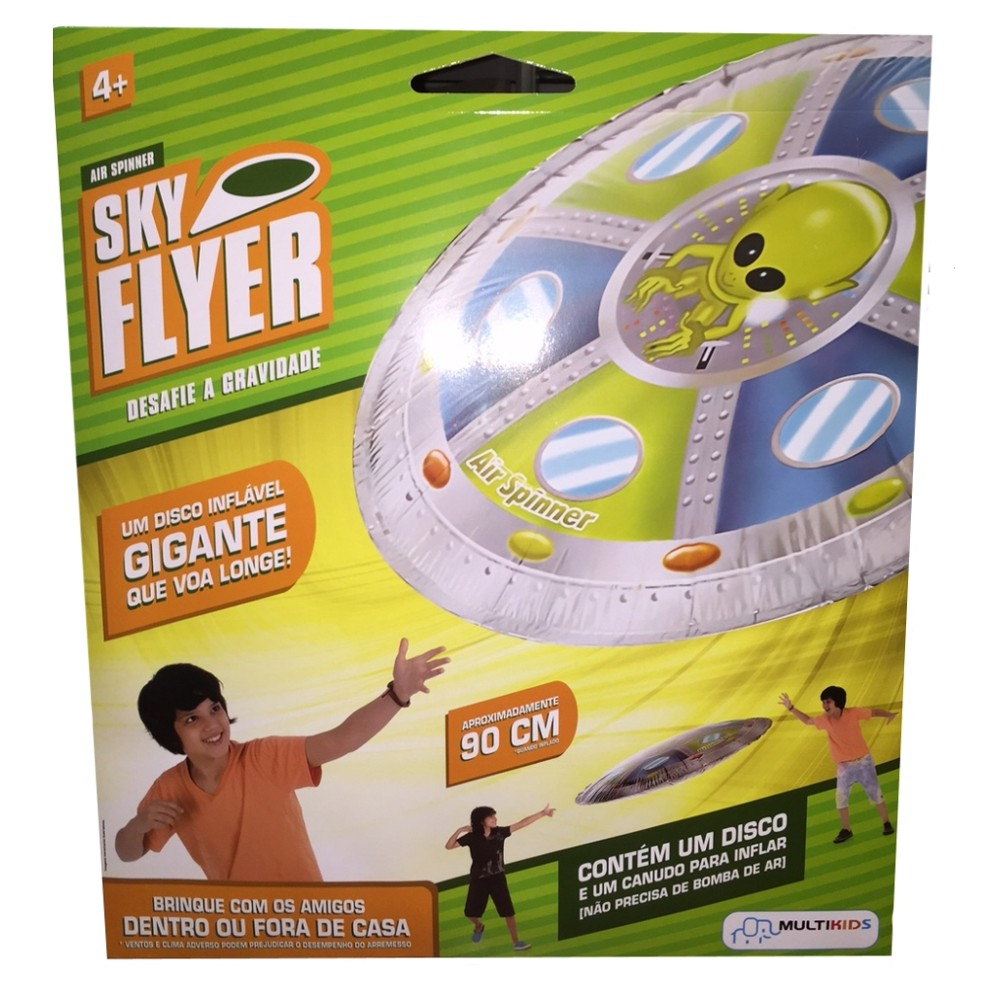 4+
AIR SPINNER
SKY
FLYER
DESAFIE A GRAVIDADE
Air Spinner
UM DISCO INFLÁVEL
GIGANTE
QUE VOA LONGE!
APROXIMADAMENTE
90 CM
*QUANDO INFLADO
CONTÉM UM DISCO
E UM CANUDO PARA INFLAR
[NÃO PRECISA DE BOMBA DE AR]
BRINQUE COM OS AMIGOS
DENTRO OU FORA DE CASA
* VENTOS E CLIMA ADVERSO PODEM PREJUDICAR O DESEMPENHO DO ARREMESSO
MULTIKIDS